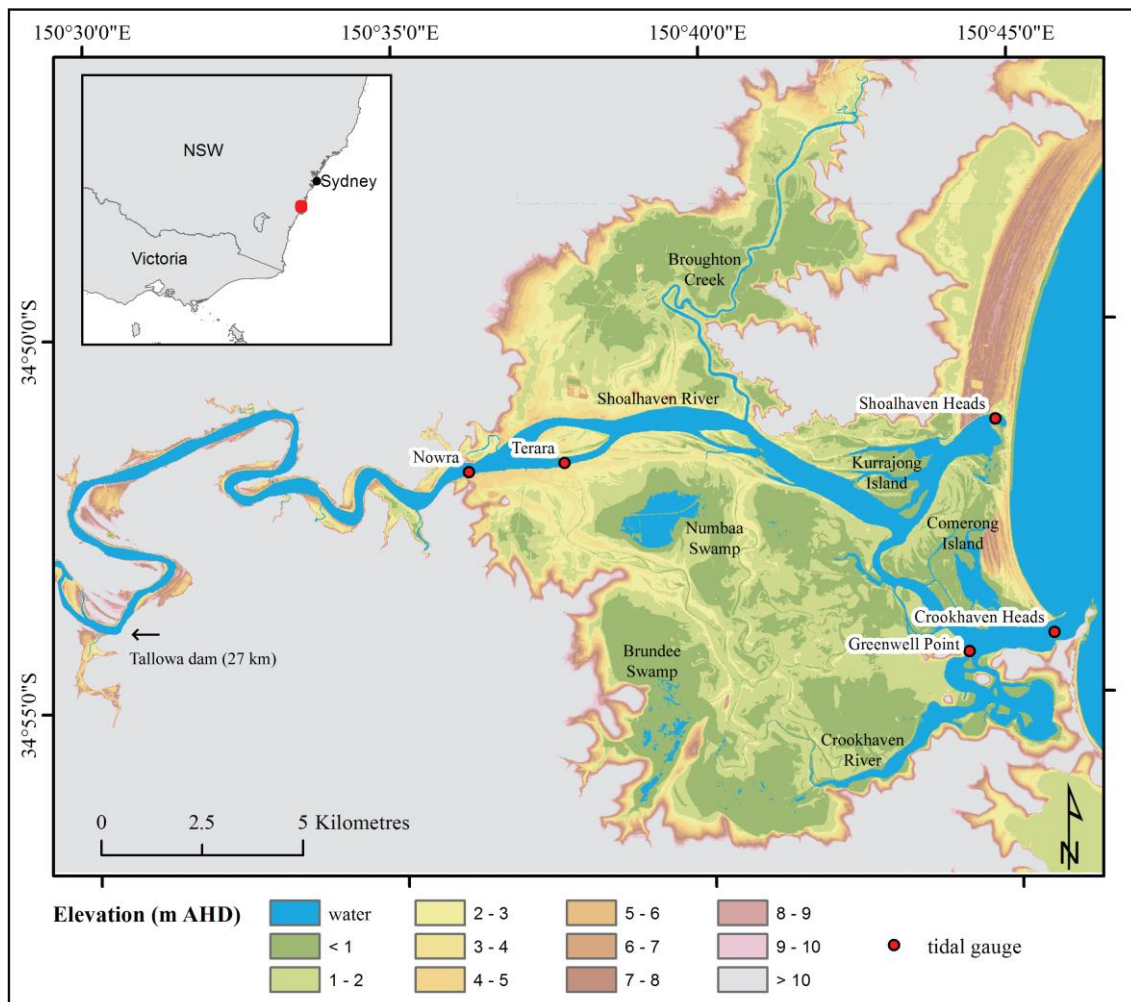 150°30'0"E
150°35'0"E
150°40'0"E
150°45'0"E
NSW
Sydney
Victoria
Broughton
Creek
34°50'0"S
Shoalhaven River
Shoalhaven Heads
Nowra
Terara
Kurrajong
Island
Numbaa
Swamp
Comerong
Island
Crookhaven Heads
Greenwell Point
Tallowa dam (27 km)
Brundee
Swamp
34°55'0"S
Crookhaven
River
0 2.5 5 Kilometres
N
Elevation (m AHD)
water
< 1
1 - 2
2 - 3
3 - 4
4 - 5
5 - 6
6 - 7
7 - 8
8 - 9
9 - 10
> 10
tidal gauge